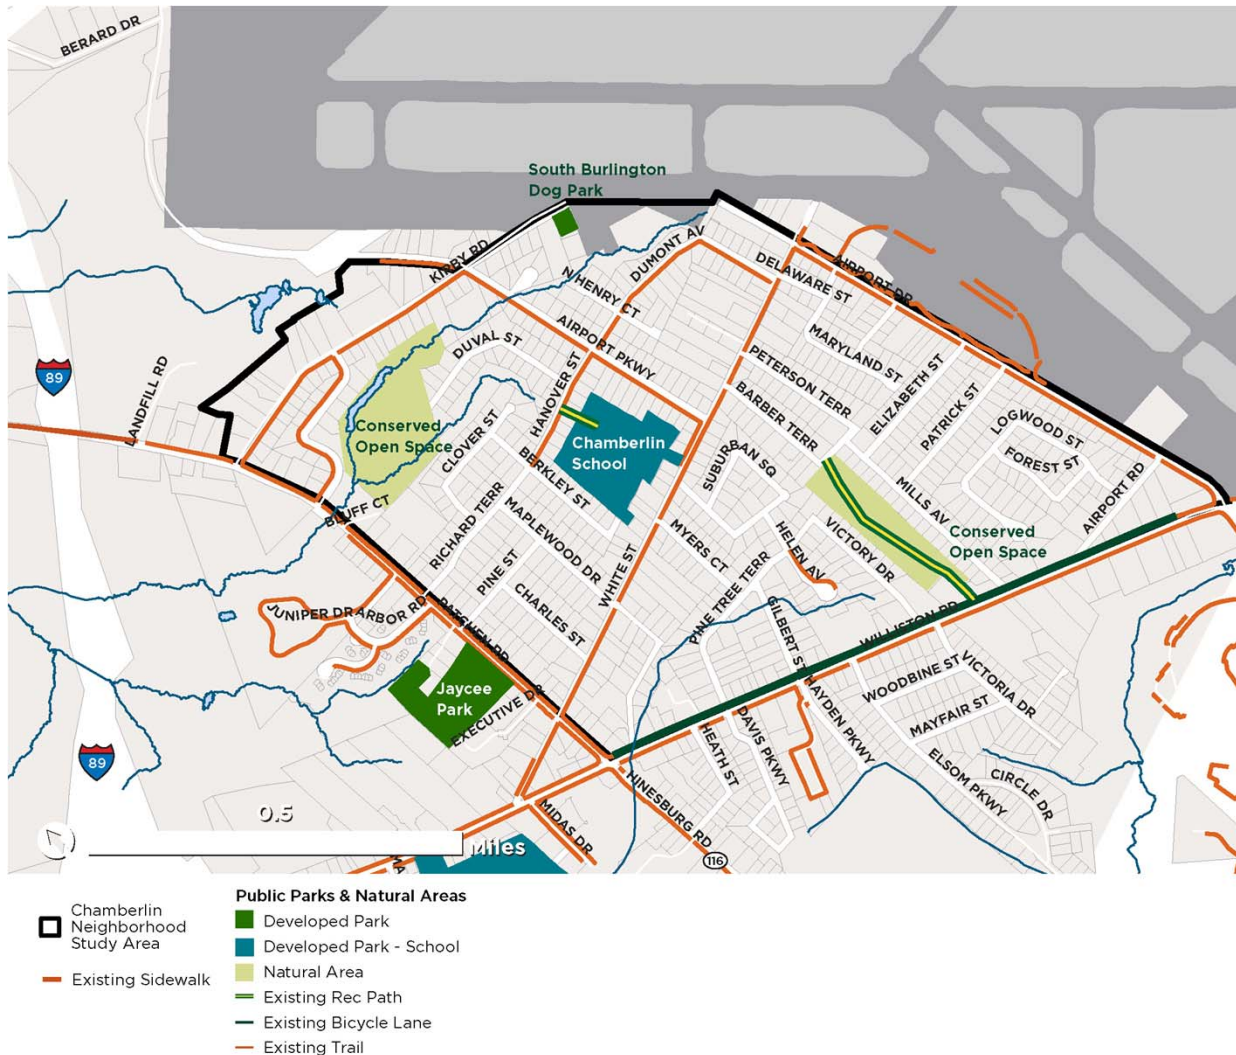 BERARD DR
South Burlington
Dog Park
KIRBY RD
DUMONT AV
N HENRY CT
DELAWARE ST
AIRPORT DR
AIRPORT PKWY
DUVAL ST
MARYLAND ST
HANOVER ST
PETERSON TERR
ELIZABETH ST
PATRICK ST
BARBER TERR
LOGWOOD ST
FOREST ST
AIRPORT RD
89
LANDFILL RD
Conserved
Open Space
CLOVER ST
Chamberlin
School
SUBURBAN SQ
BERKLEY ST
MILLS AV
Conserved
Open Space
BLUFF CT
RICHARD TERR
MAPLEWOOD DR
MYERS CT
HELEN AV
VICTORY DR
PINE ST
CHARLES ST
WHITE ST
PINE TREE TERR
GILBERT ST
WILLISTON RD
JUNIPER DR
ARBOR RD
PATCHEN RD
WOODBINE ST
VICTORIA DR
MAYFAIR ST
Jaycee
Park
EXECUTIVE DR
HEATH ST
DAVIS PKWY
HAYDEN PKWY
ELSOM PKWY
CIRCLE DR
89
HINESBURG RD
MIDAS DR
116
0.5
Miles
Chamberlin
Neighborhood
Study Area
Existing Sidewalk
Public Parks & Natural Areas
Developed Park
Developed Park - School
Natural Area
Existing Rec Path
Existing Bicycle Lane
Existing Trail